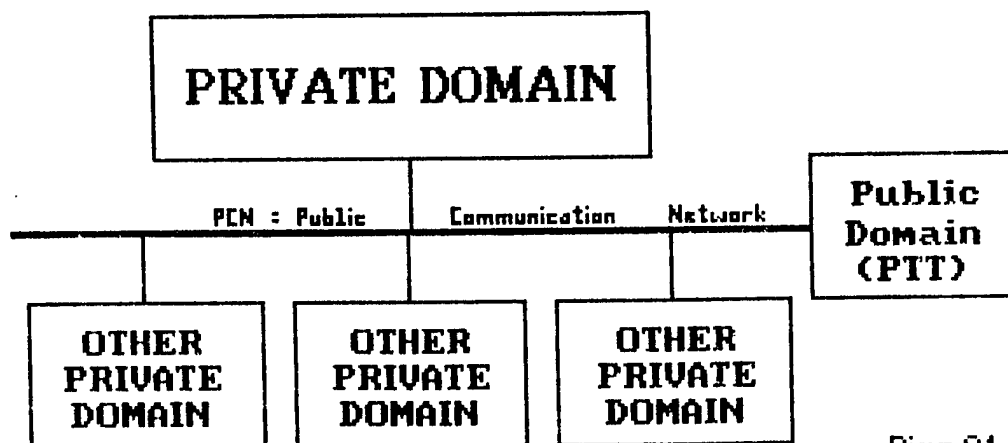 PRIVATE DOMAIN
PCN = Public Communication Network
Public
Domain
(PTT)
OTHER
PRIVATE
DOMAIN
OTHER
PRIVATE
DOMAIN
OTHER
PRIVATE
DOMAIN